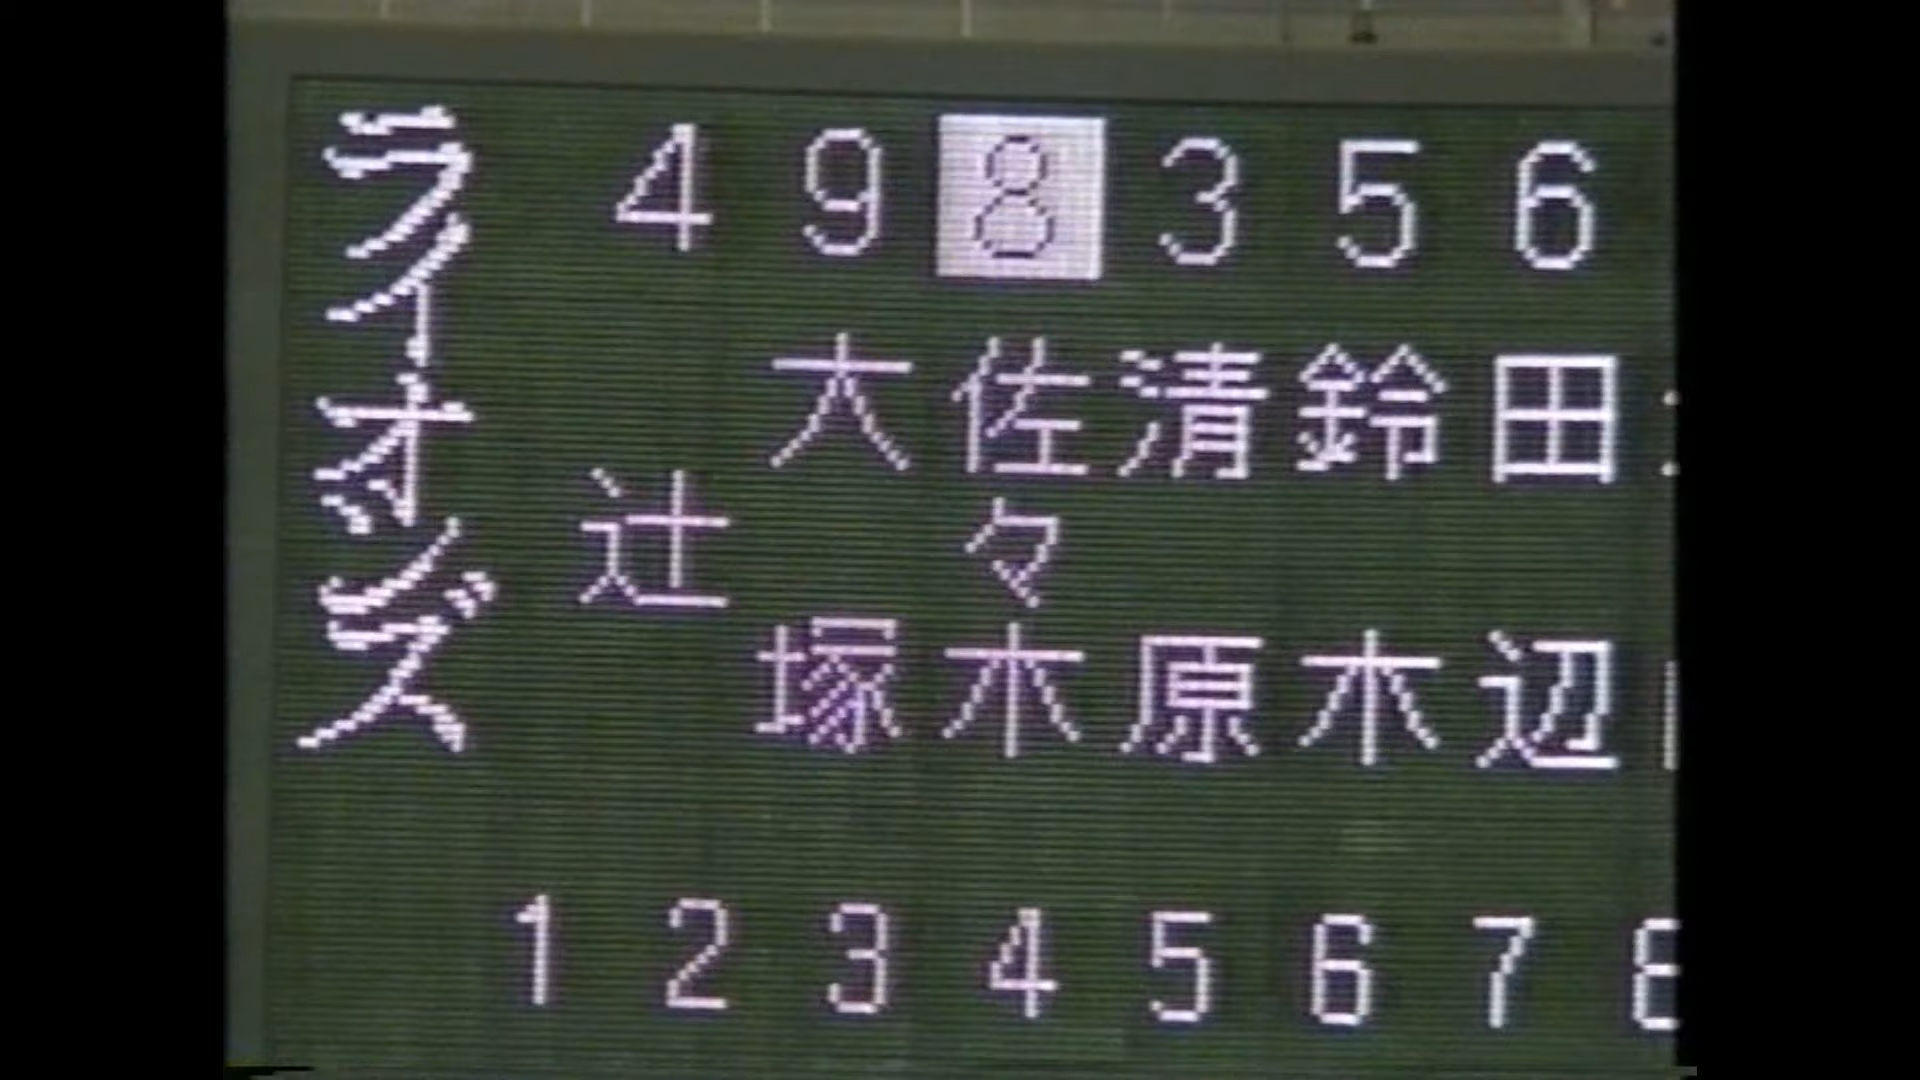 ライオンズ
4 9 8 3 5 6
辻 大塚 佐々木 清原 鈴木 田辺
1 2 3 4 5 6 7 8